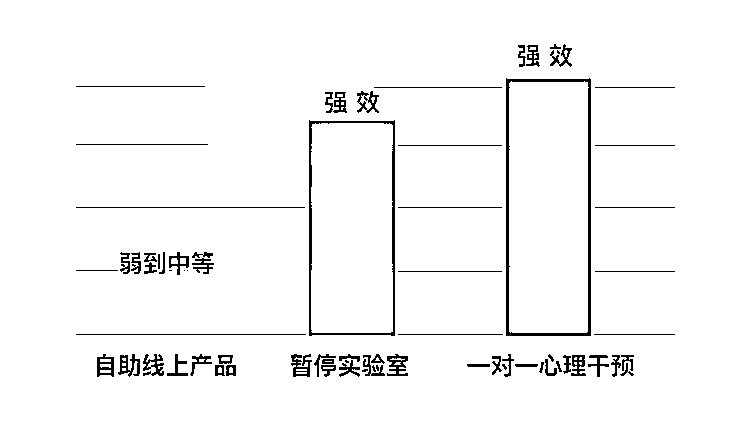 强效
强效
弱到中等
自助线上产品
暂停实验室
一对一心理干预